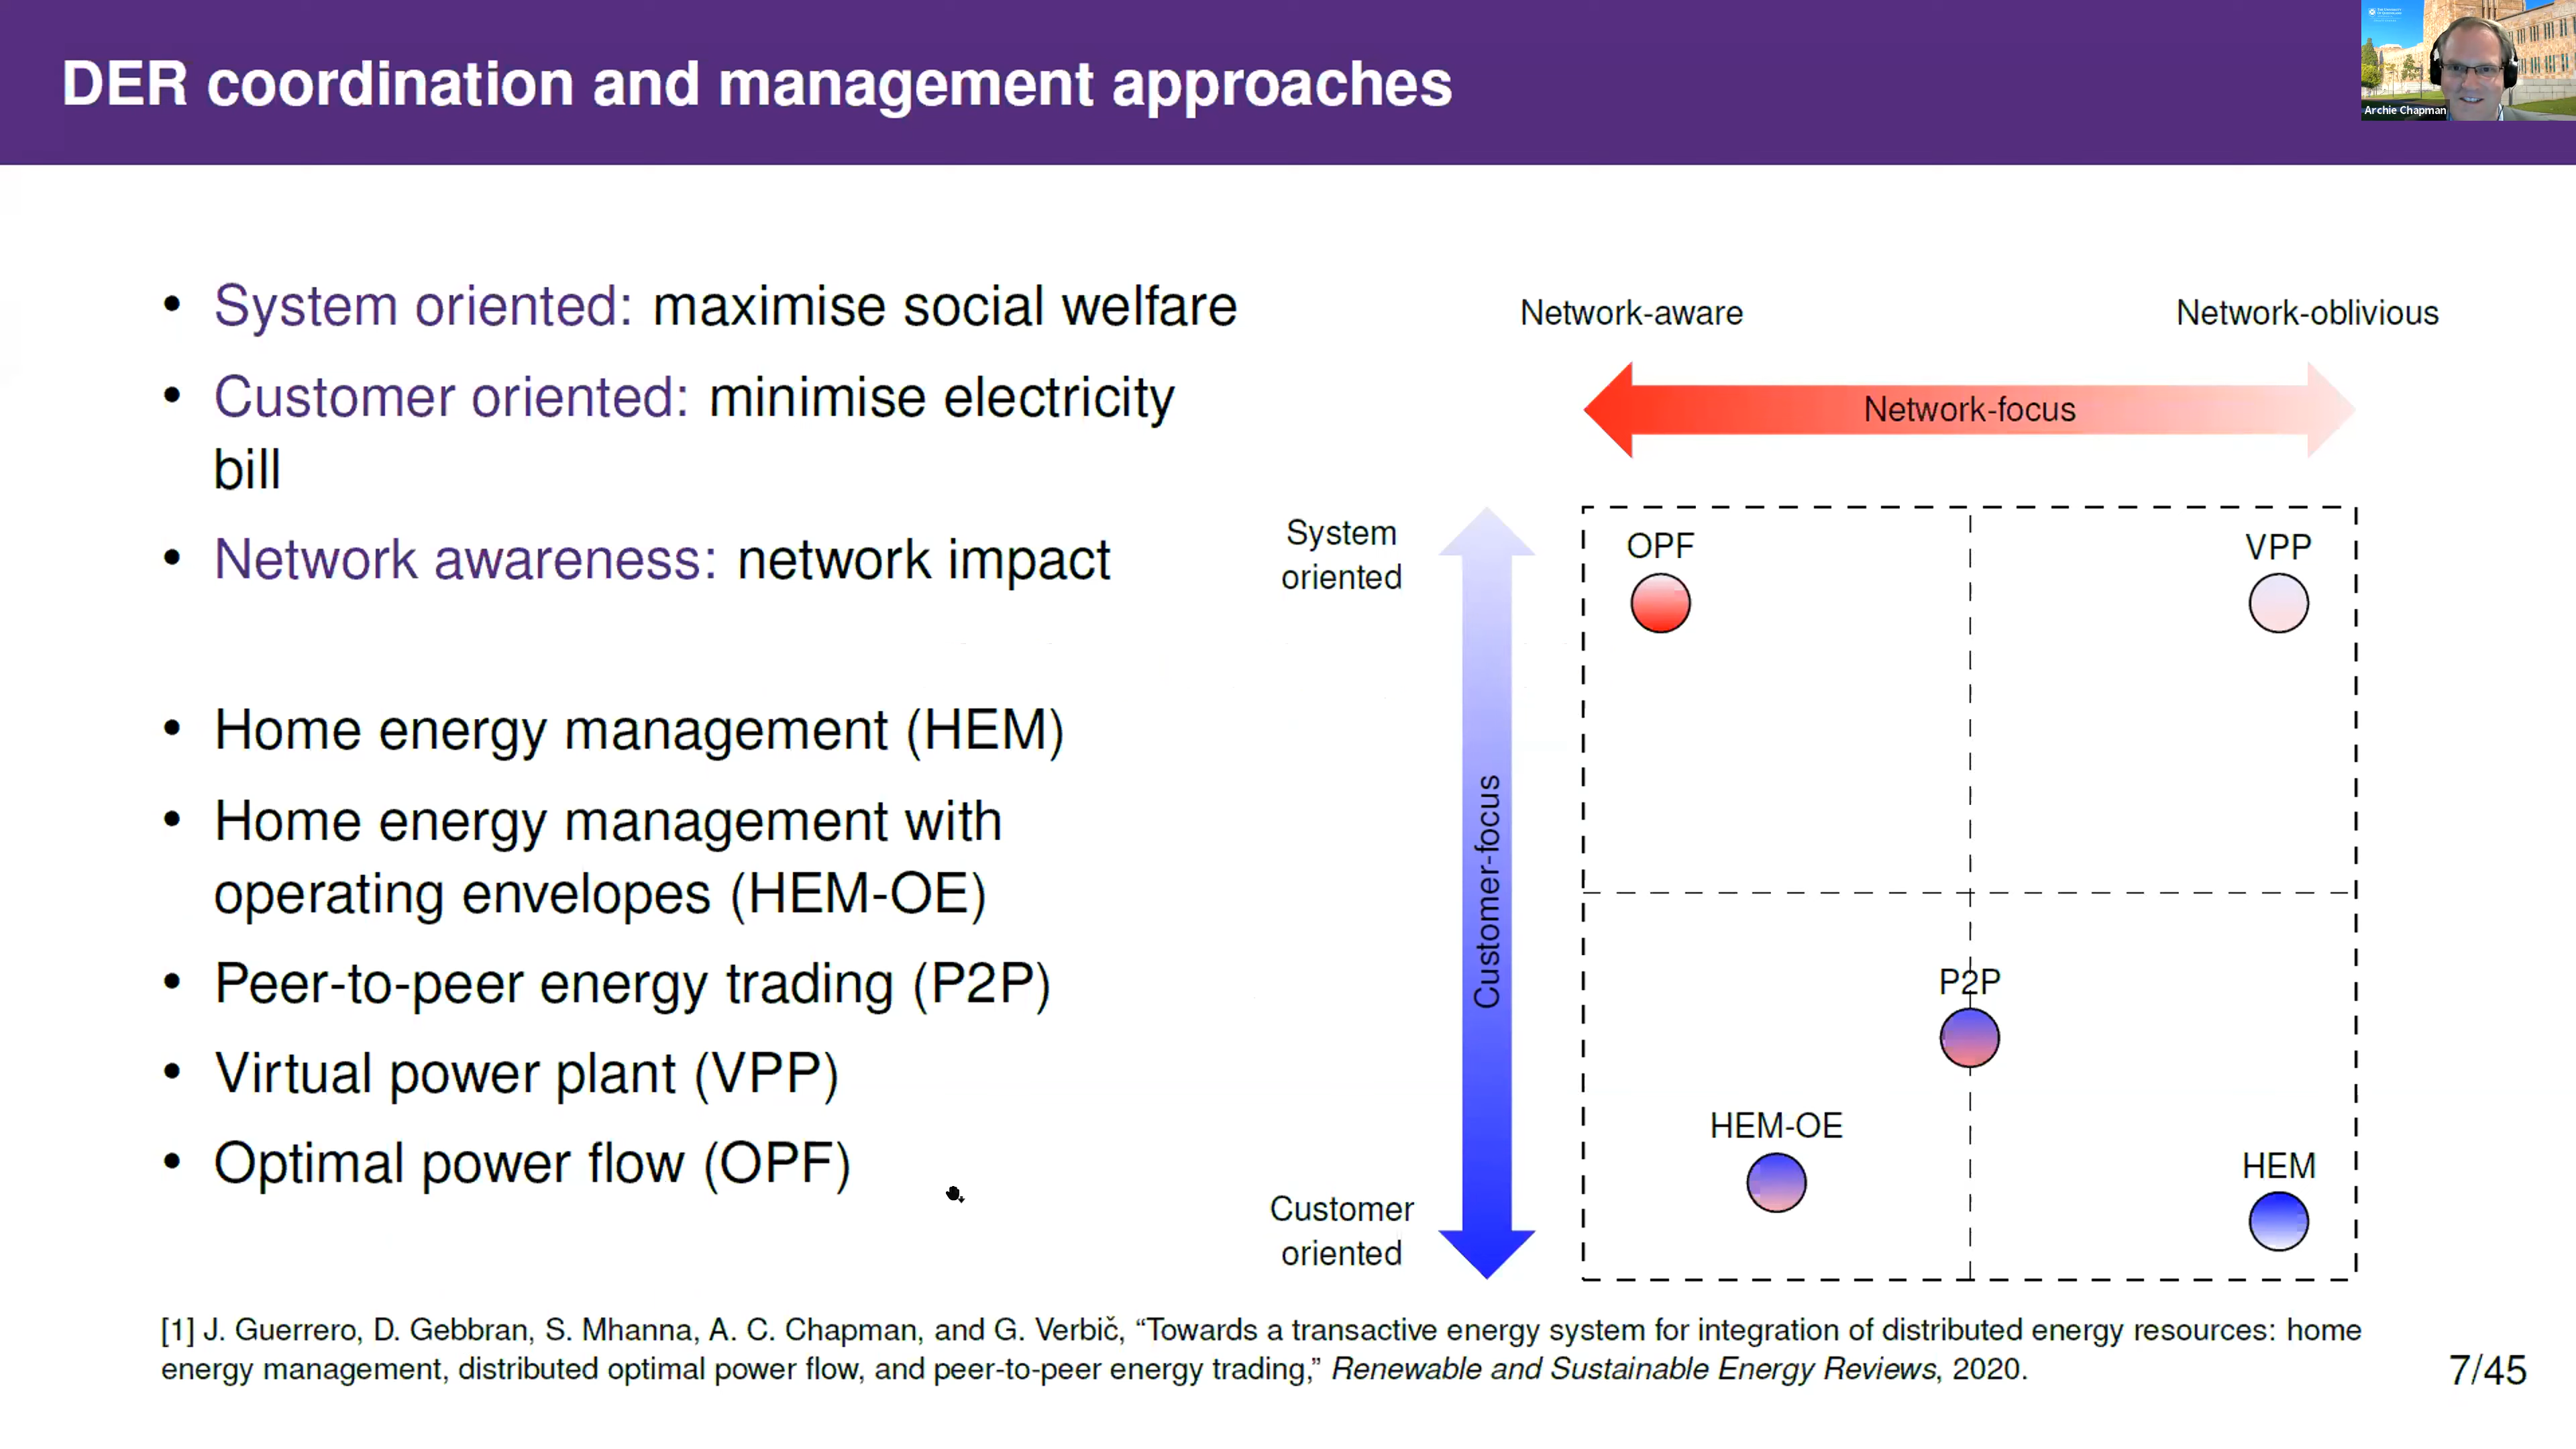 DER coordination and management approaches
Archie Chapman
• System oriented: maximise social welfare
• Customer oriented: minimise electricity
bill
• Network awareness: network impact
• Home energy management (HEM)
• Home energy management with
operating envelopes (HEM-OE)
• Peer-to-peer energy trading (P2P)
• Virtual power plant (VPP)
• Optimal power flow (OPF)
Network-aware
Network-oblivious
Network-focus
System
oriented
Customer-focus
Customer
oriented
OPF
VPP
P2P
HEM-OE
HEM
[1] J. Guerrero, D. Gebbran, S. Mhanna, A. C. Chapman, and G. Verbič, “Towards a transactive energy system for integration of distributed energy resources: home
energy management, distributed optimal power flow, and peer-to-peer energy trading,” Renewable and Sustainable Energy Reviews, 2020.
7/45